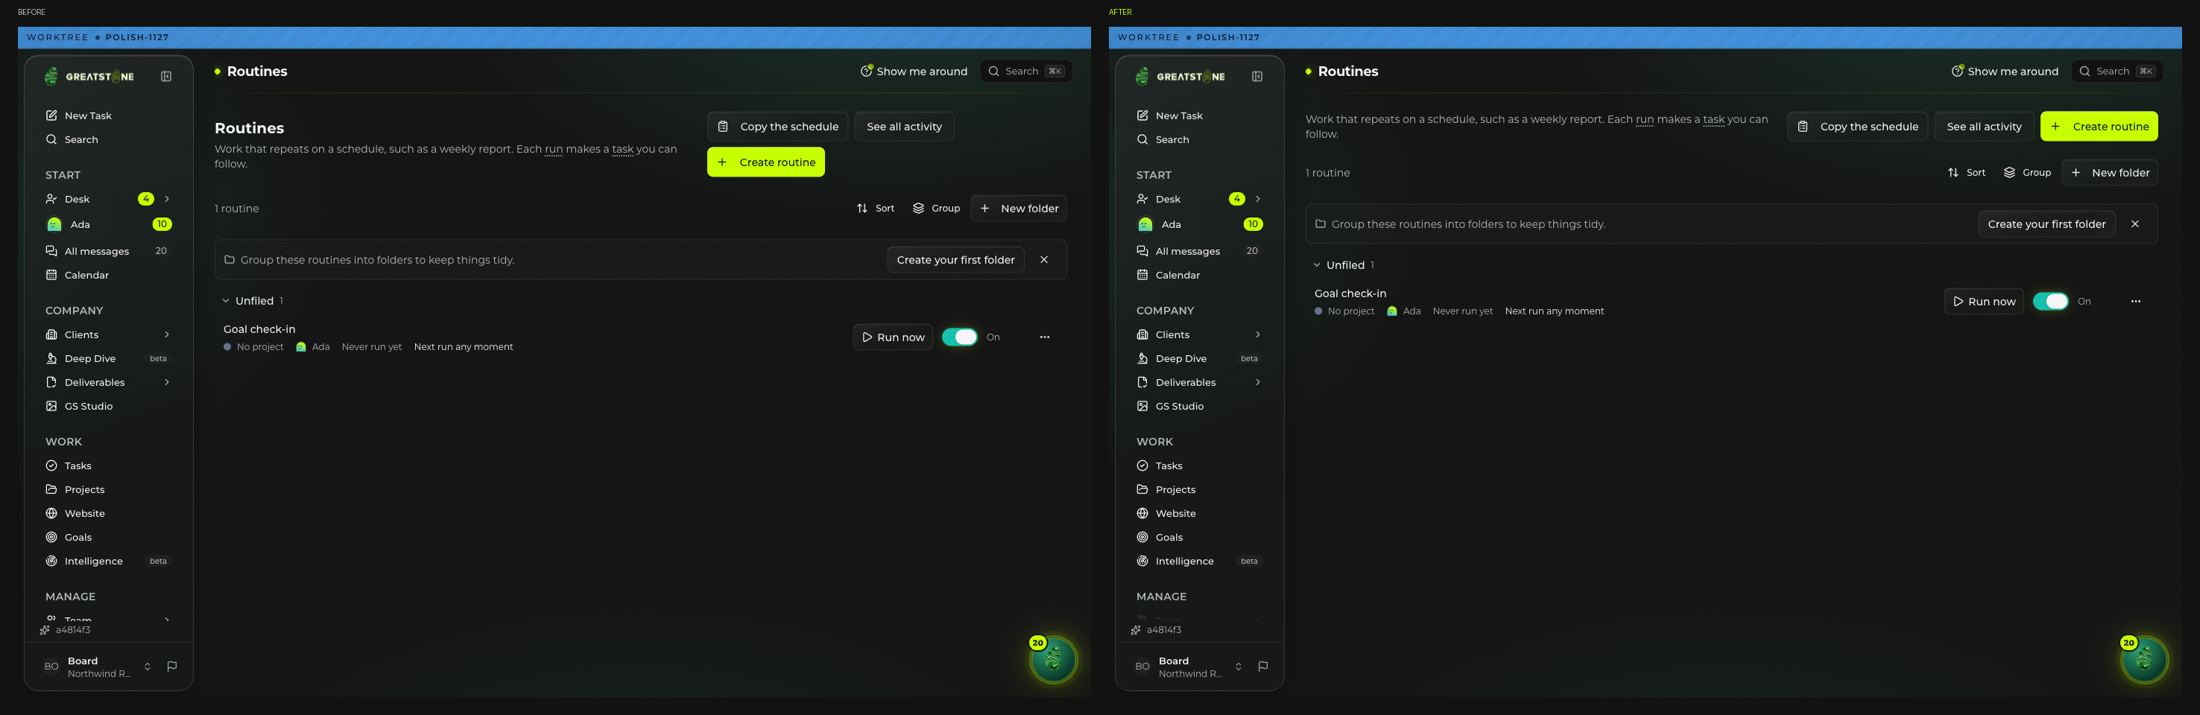 BEFORE
WORKTREE • POLISH-1127
GREATSTONE
Routines
Show me around
Search ⌘K
New Task
Search
START
Desk 4
Ada 10
All messages 20
Calendar
COMPANY
Clients
Deep Dive beta
Deliverables
GS Studio
WORK
Tasks
Projects
Website
Goals
Intelligence beta
MANAGE
Team
a4814f3
BO
Board
Northwind R...
Routines
Work that repeats on a schedule, such as a weekly report. Each run makes a task you can
follow.
Copy the schedule
See all activity
+ Create routine
1 routine
Sort
Group
+ New folder
Group these routines into folders to keep things tidy.
Create your first folder
Unfiled 1
Goal check-in
No project
Ada
Never run yet
Next run any moment
Run now
On
20
AFTER
WORKTREE • POLISH-1127
GREATSTONE
Routines
Show me around
Search ⌘K
New Task
Search
START
Desk 4
Ada 10
All messages 20
Calendar
COMPANY
Clients
Deep Dive beta
Deliverables
GS Studio
WORK
Tasks
Projects
Website
Goals
Intelligence beta
MANAGE
Team
a4814f3
BO
Board
Northwind R...
Work that repeats on a schedule, such as a weekly report. Each run makes a task you can
follow.
Copy the schedule
See all activity
+ Create routine
1 routine
Sort
Group
+ New folder
Group these routines into folders to keep things tidy.
Create your first folder
Unfiled 1
Goal check-in
No project
Ada
Never run yet
Next run any moment
Run now
On
20